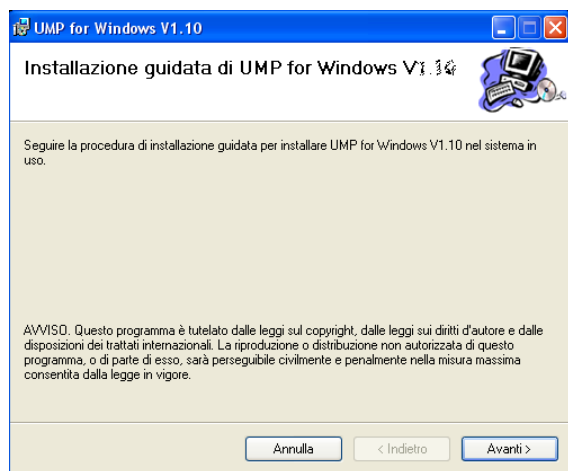 UMP for Windows V1.10
Installazione guidata di UMP for Windows V1.10
Seguire la procedura di installazione guidata per installare UMP for Windows V1.10 nel sistema in
uso.
AVVISO. Questo programma è tutelato dalle leggi sul copyright, dalle leggi sui diritti d'autore e dalle
disposizioni dei trattati internazionali. La riproduzione o distribuzione non autorizzata di questo
programma, o di parte di esso, sarà perseguibile civilmente e penalmente nella misura massima
consentita dalla legge in vigore.
Annulla
< Indietro
Avanti >